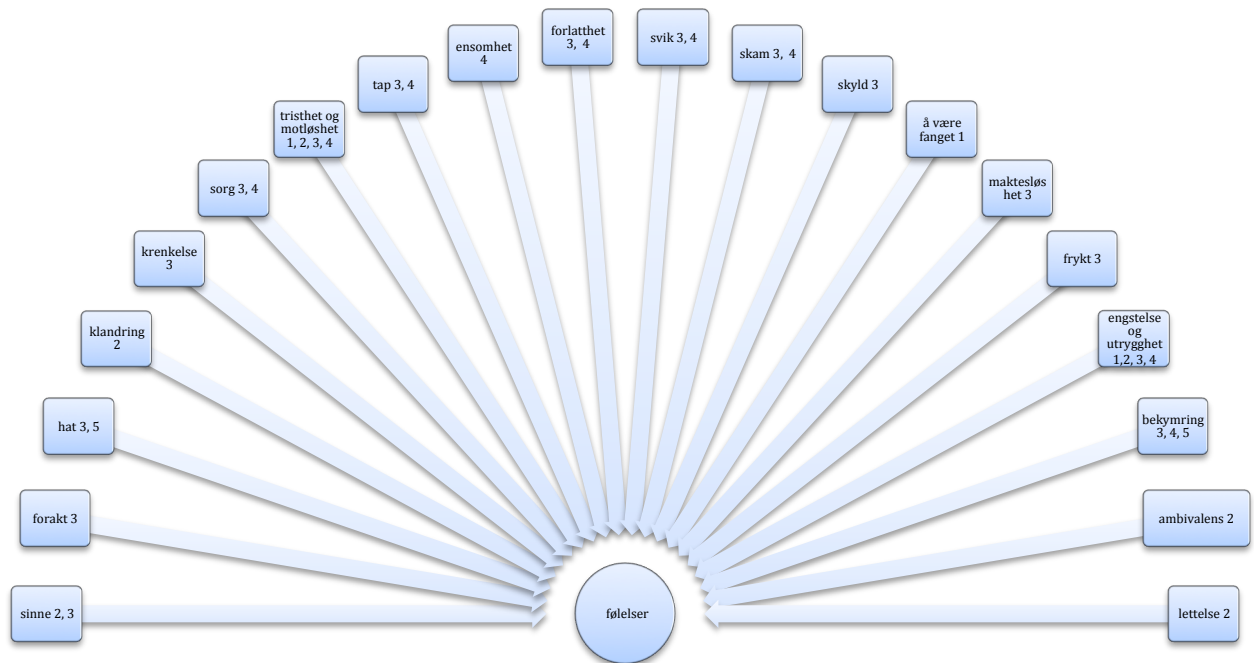 sinne 2, 3
forakt 3
hat 3, 5
klandring
2
krenkelse
3
sorg 3, 4
tristhet og
motløshet
1, 2, 3, 4
tap 3, 4
ensomhet
4
forlatthet
3, 4
svik 3, 4
skam 3, 4
skyld 3
å være
fanget 1
maktesløs
het 3
frykt 3
engstelse
og
utrygghet
1,2, 3, 4
bekymring
3, 4, 5
ambivalens 2
lettelse 2
følelser